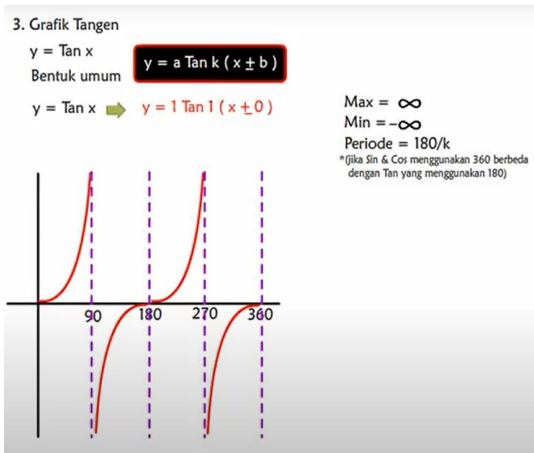 3. Grafik Tangen
y = Tan x
Bentuk umum
y = a Tan k ( x ± b )
y = Tan x
y = 1 Tan 1 ( x ± 0 )
Max = ∞
Min = -∞
Periode = 180/k
*(jika Sin & Cos menggunakan 360 berbeda
dengan Tan yang menggunakan 180)
90 180 270 360